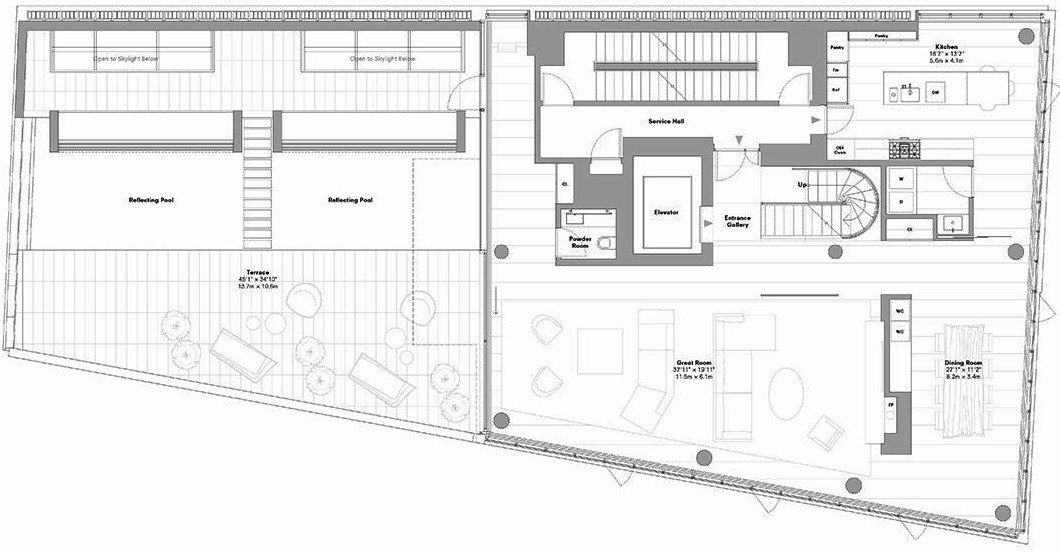 Open to Skylight Below
Open to Skylight Below
Reflecting Pool
Reflecting Pool
Terrace
45'1" × 34'10"
13.7m × 10.6m
Service Hall
Pantry
Pantry
Fw
Ref
Kitchen
18'7" × 13'7"
5.6m × 4.1m
DW
Oven
CL
Powder
Room
Elevator
Entrance
Gallery
Up
W
D
CL
Great Room
37'11" × 19'11"
11.5m × 6.1m
WC
WC
FP
Dining Room
27'1" × 11'2"
8.2m × 3.4m